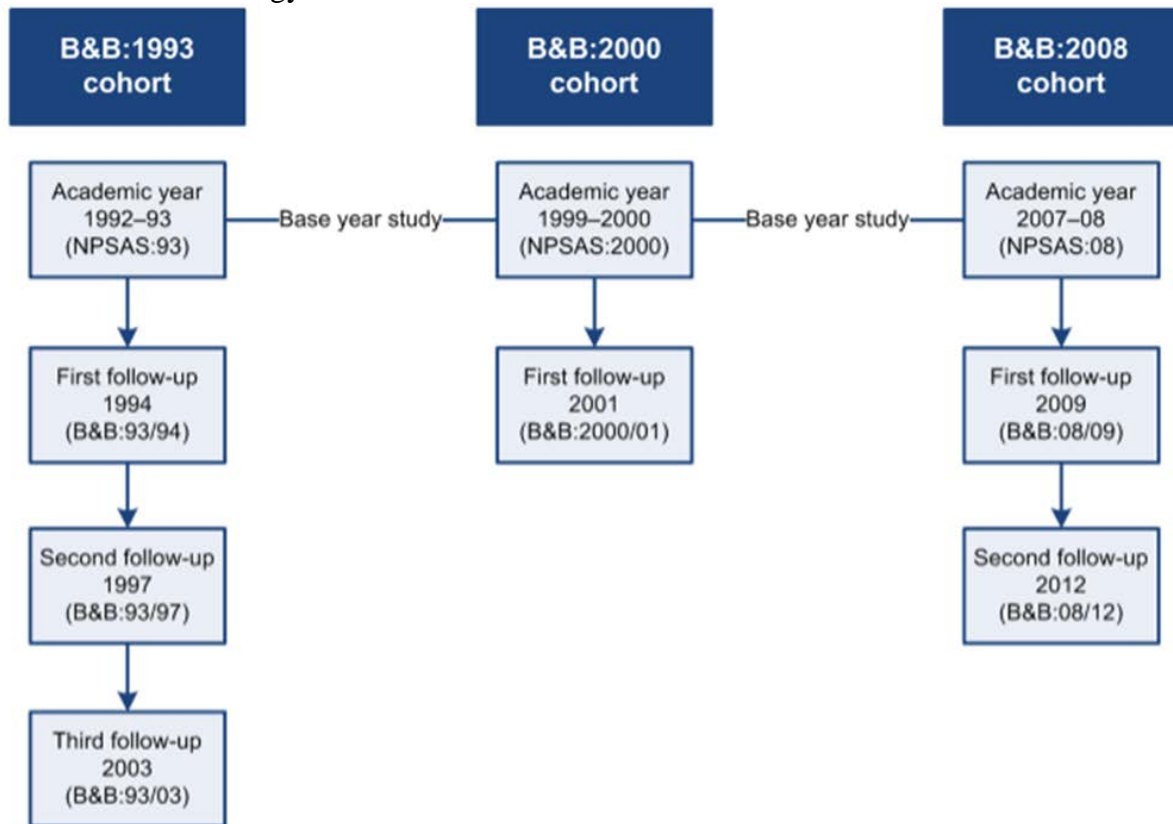 B&B:1993
cohort
B&B:2000
cohort
B&B:2008
cohort
Academic year
1992–93
(NPSAS:93)
Base year study
Academic year
1999–2000
(NPSAS:2000)
Base year study
Academic year
2007–08
(NPSAS:08)
First follow-up
1994
(B&B:93/94)
First follow-up
2001
(B&B:2000/01)
First follow-up
2009
(B&B:08/09)
Second follow-up
1997
(B&B:93/97)
Second follow-up
2012
(B&B:08/12)
Third follow-up
2003
(B&B:93/03)